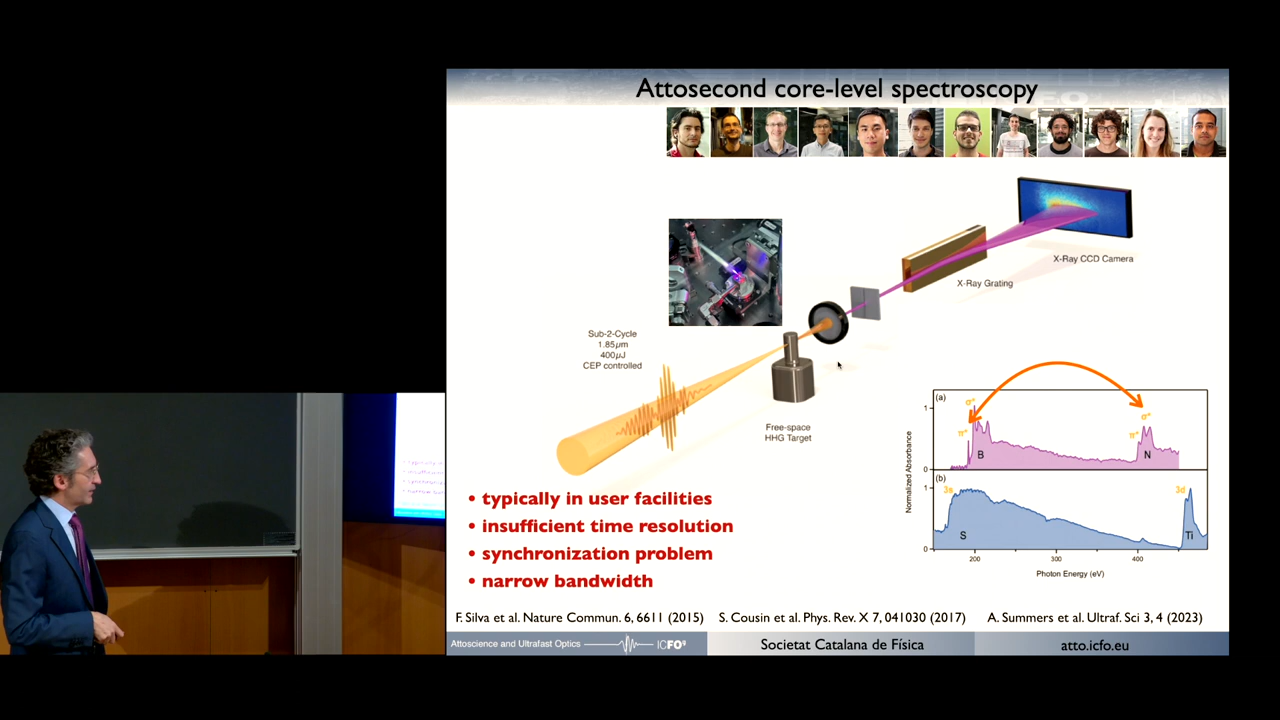 Attosecond core-level spectroscopy
X-Ray CCD Camera
X-Ray Grating
Sub-2-Cycle
1.85μm
400μJ
CEP controlled
Free-space
HHG Target
(a)
1
0
σ*
π*
B
σ*
π*
N
Normalized Absorbance
(b)
1
0
3s
S
3d
Ti
200
300
400
Photon Energy (eV)
• typically in user facilities
• insufficient time resolution
• synchronization problem
• narrow bandwidth
F. Silva et al. Nature Commun. 6, 6611 (2015)
S. Cousin et al. Phys. Rev. X 7, 041030 (2017)
A. Summers et al. Ultraf. Sci 3, 4 (2023)
Attoscience and Ultrafast Optics
ICFO
Societat Catalana de Física
atto.icfo.eu